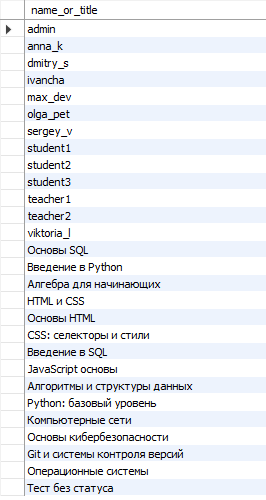 name_or_title
admin
anna_k
dmitry_s
ivancha
max_dev
olga_pet
sergey_v
student1
student2
student3
teacher1
teacher2
viktoria_l
Основы SQL
Введение в Python
Алгебра для начинающих
HTML и CSS
Основы HTML
CSS: селекторы и стили
Введение в SQL
JavaScript основы
Алгоритмы и структуры данных
Python: базовый уровень
Компьютерные сети
Основы кибербезопасности
Git и системы контроля версий
Операционные системы
Тест без статуса